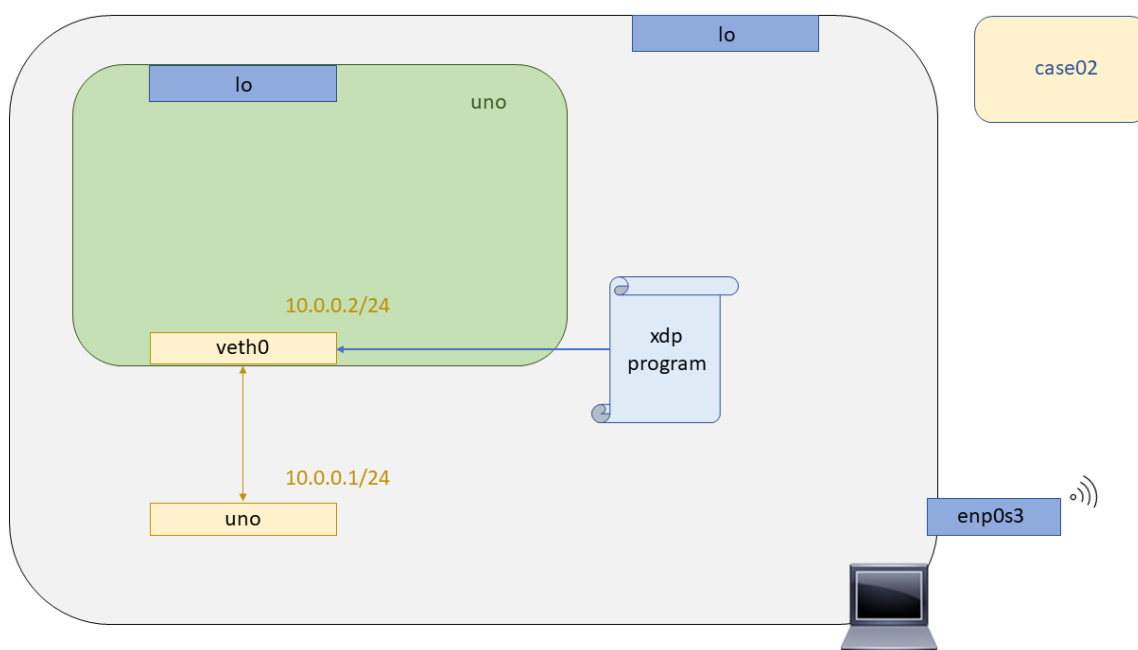 lo
case02
lo
uno
10.0.0.2/24
veth0
xdp
program
10.0.0.1/24
uno
enp0s3